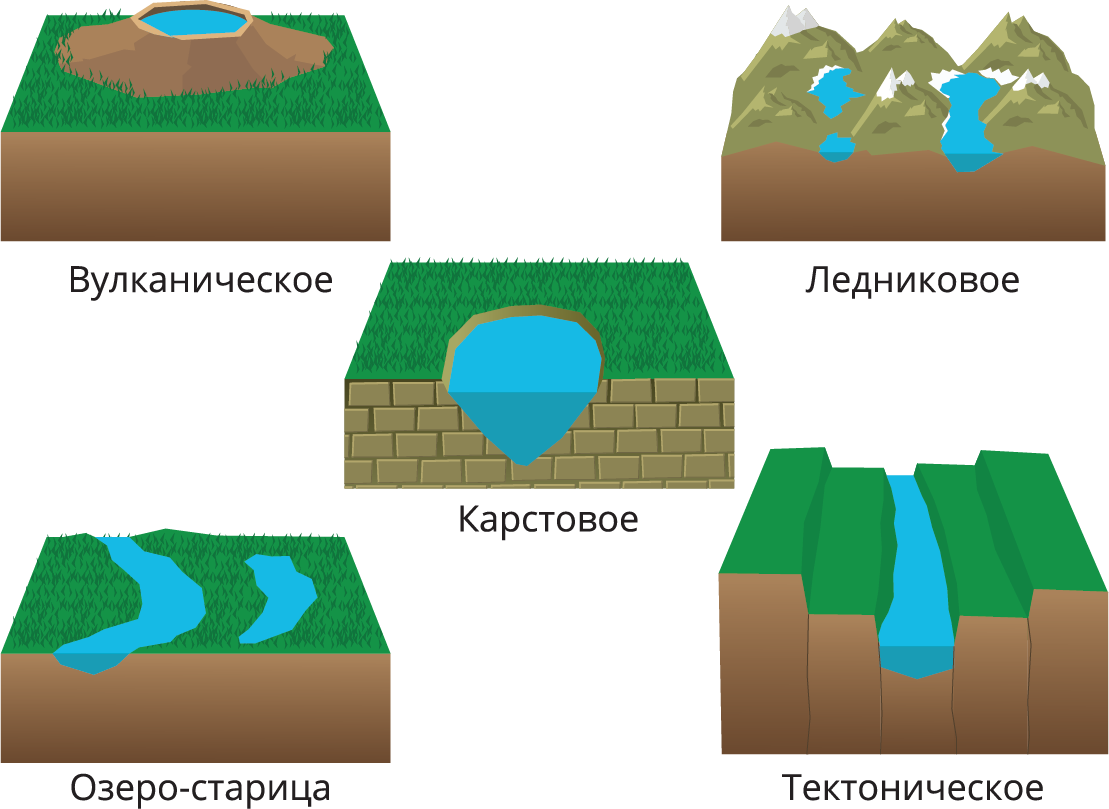 Вулканическое
Ледниковое
Карстовое
Озеро-старица
Тектоническое